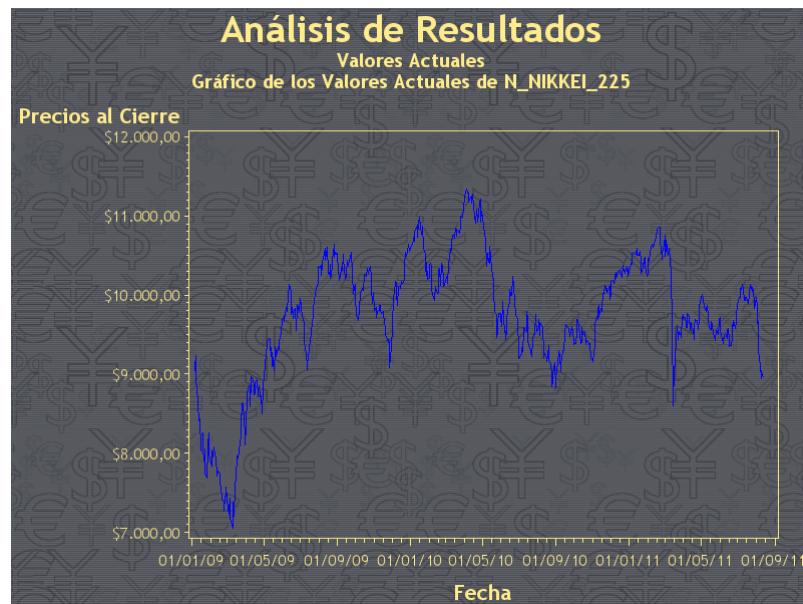 Análisis de Resultados
Valores Actuales
Gráfico de los Valores Actuales de N_NIKKEI_225
Precios al Cierre
$12.000,00
$11.000,00
$10.000,00
$9.000,00
$8.000,00
$7.000,00
01/01/09 01/05/09 01/09/09 01/01/10 01/05/10 01/09/10 01/01/11 01/05/11 01/09/11
Fecha